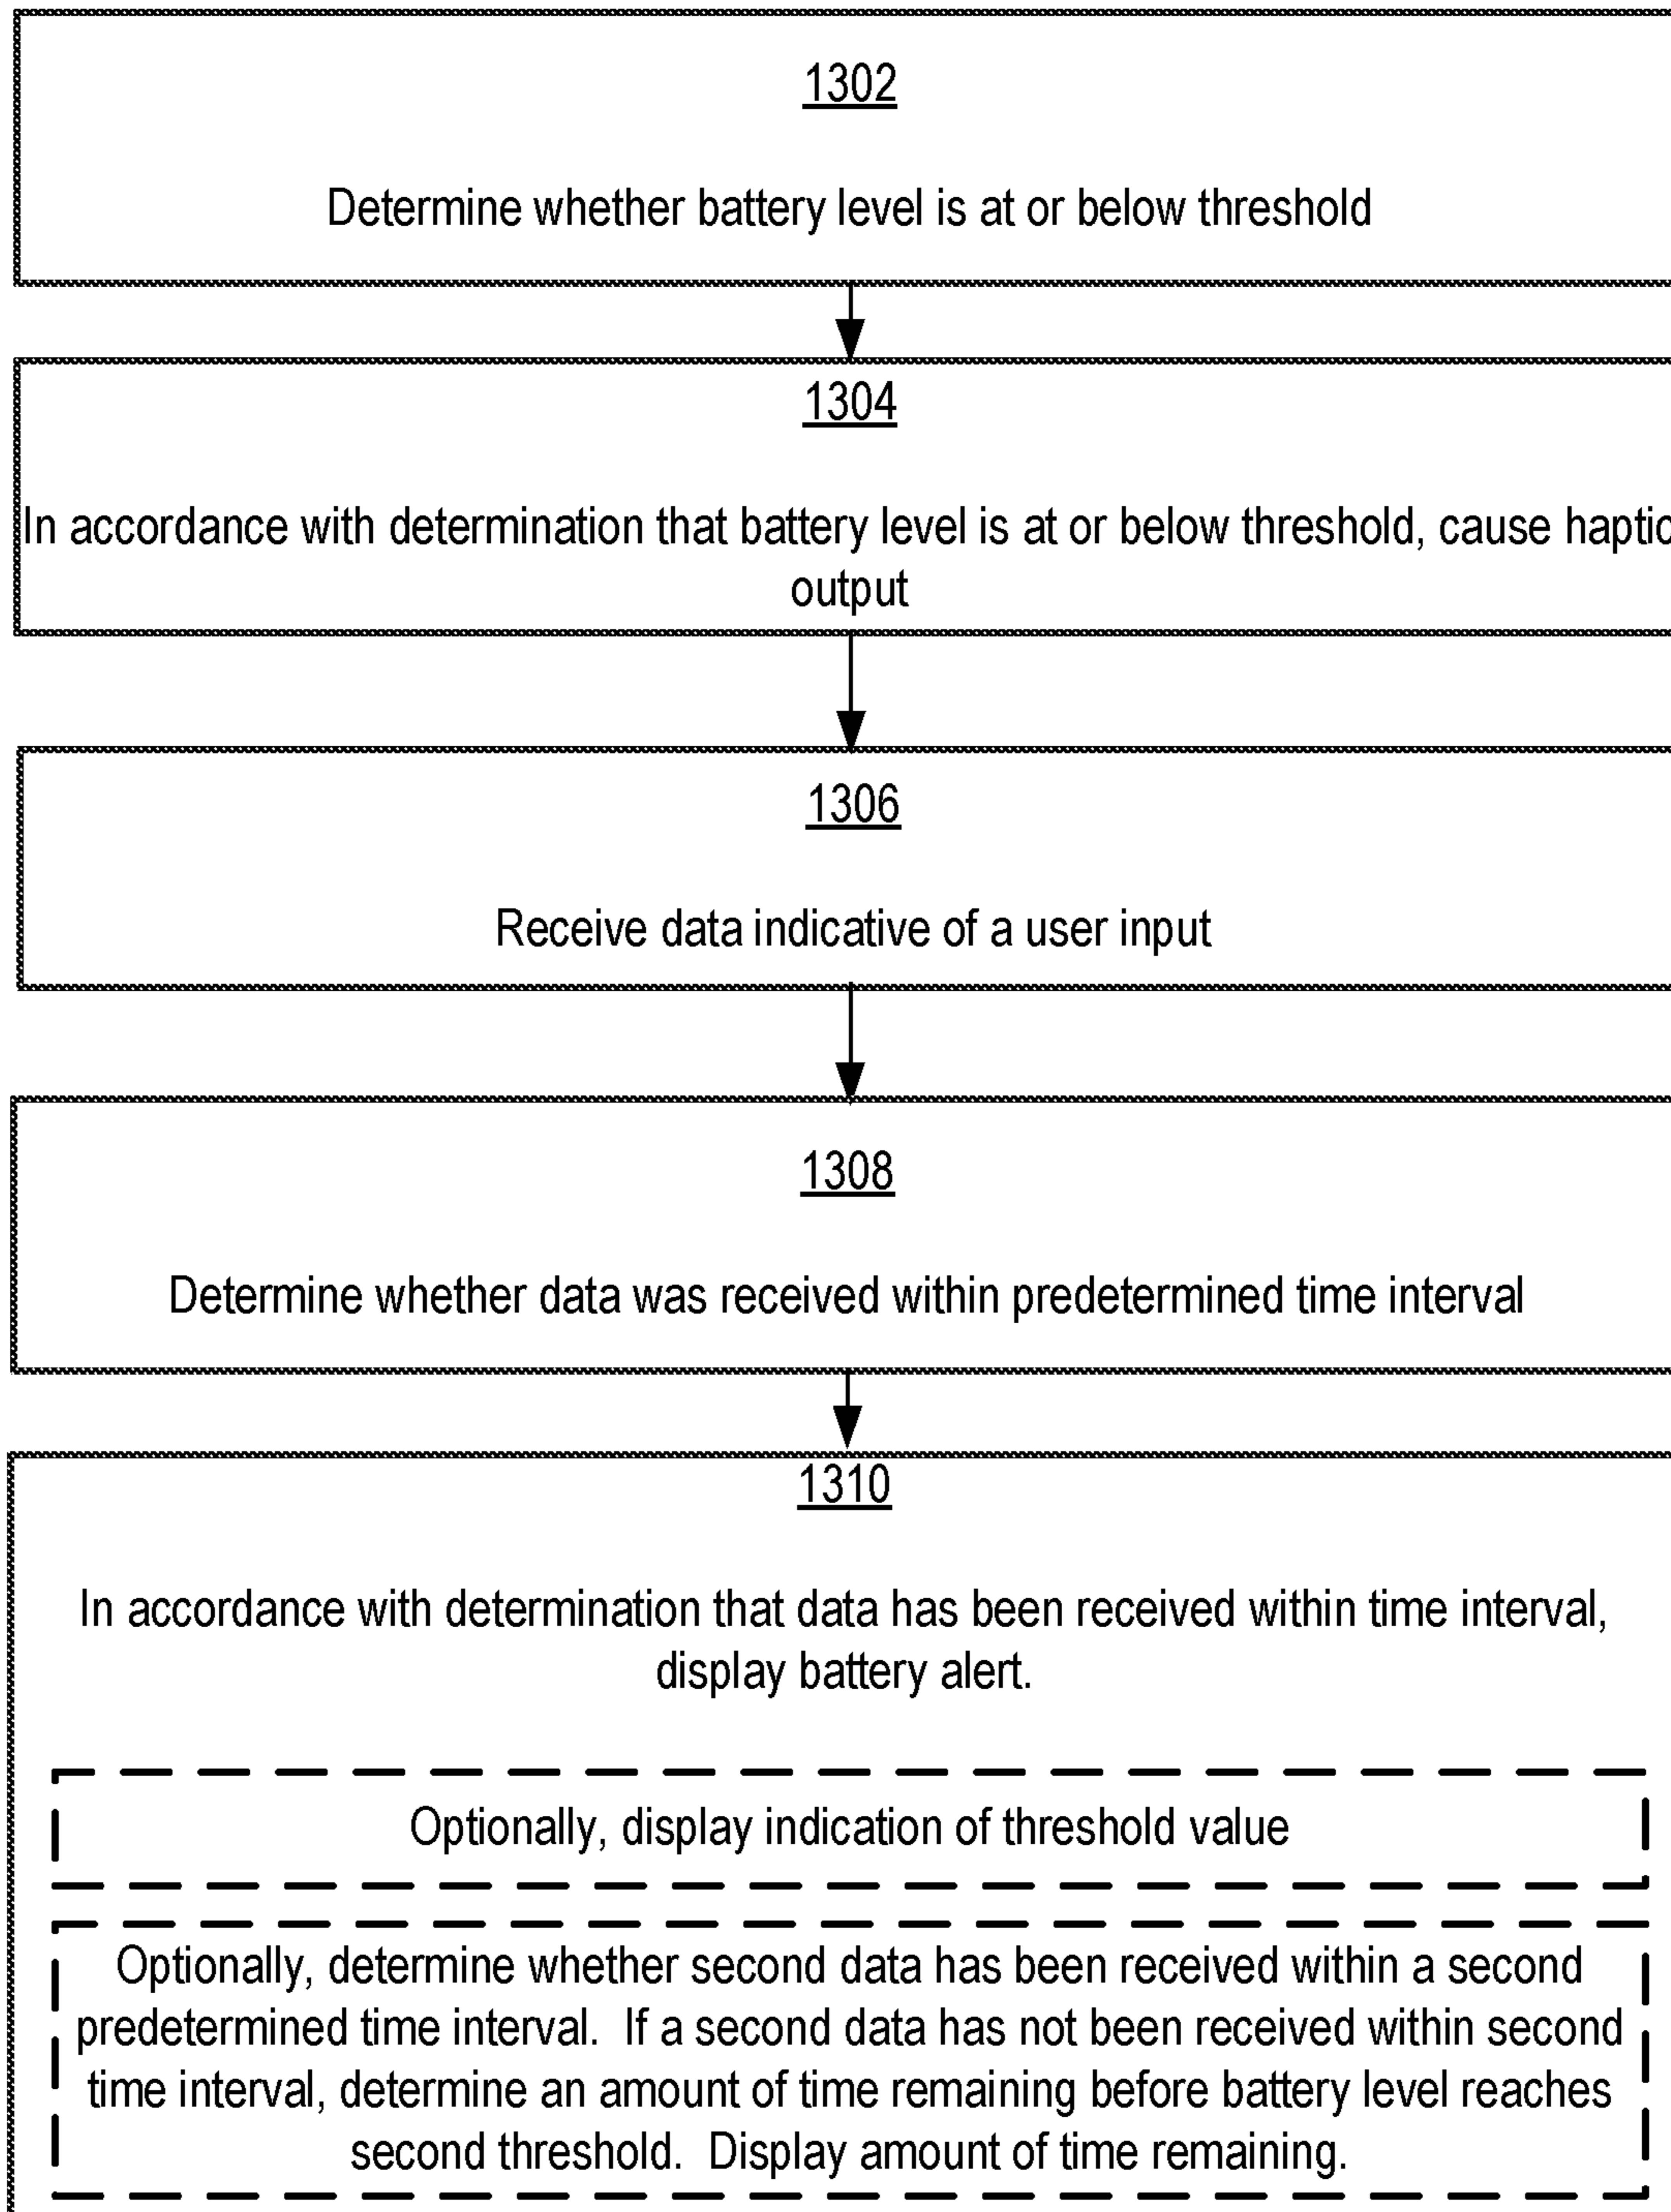 1302
Determine whether battery level is at or below threshold
1304
In accordance with determination that battery level is at or below threshold, cause haptic
output
1306
Receive data indicative of a user input
1308
Determine whether data was received within predetermined time interval
1310
In accordance with determination that data has been received within time interval,
display battery alert.
Optionally, display indication of threshold value
Optionally, determine whether second data has been received within a second
predetermined time interval.  If a second data has not been received within second
time interval, determine an amount of time remaining before battery level reaches
second threshold.  Display amount of time remaining.